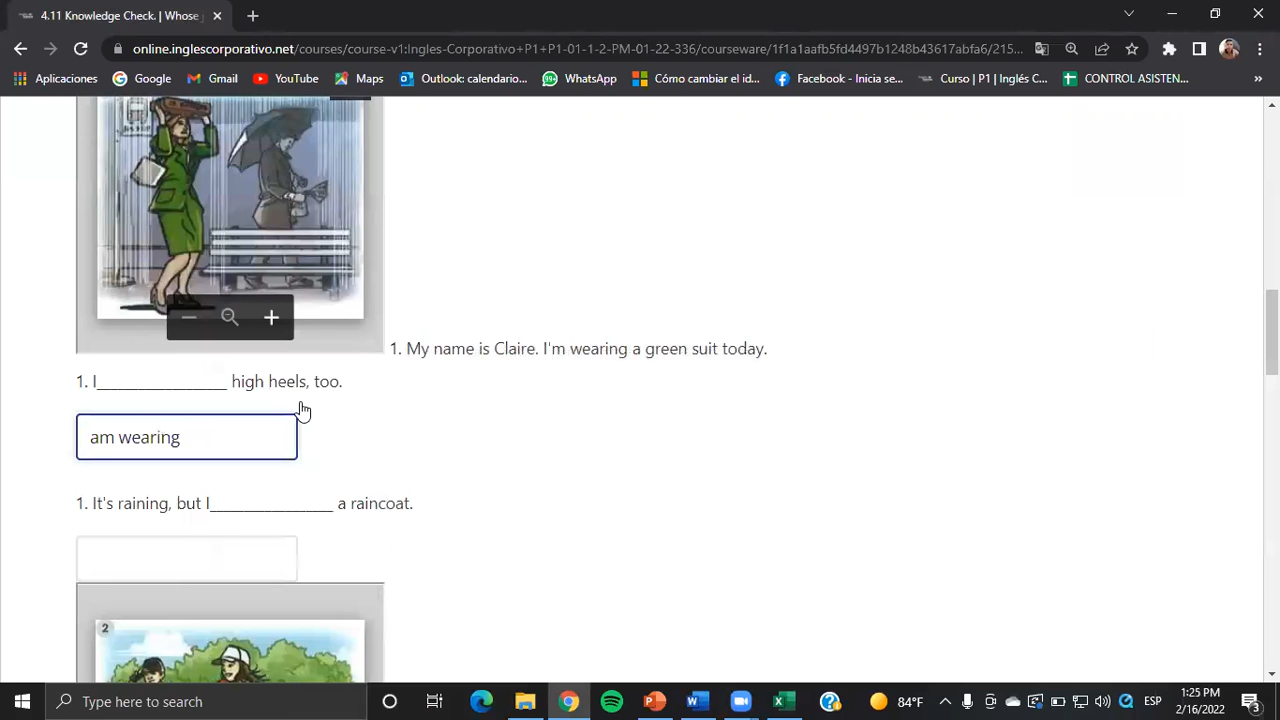 4.11 Knowledge Check. | Whose
online.inglescorporativo.net/courses/course-v1:Ingles-Corporativo+P1+P1-01-1-2-PM-01-22-336/courseware/1f1a1aafb5fd4497b1248b43617abfa6/215...
Aplicaciones Google Gmail YouTube Maps Outlook: calendario... WhatsApp Cómo cambiar el id... Facebook - Inicia se... Curso | P1 | Inglés C... CONTROL ASISTEN... »
1. My name is Claire. I'm wearing a green suit today.
1. I_______________ high heels, too.
am wearing
1. It's raining, but I______________ a raincoat.
2
Type here to search
84°F ESP
1:25 PM
2/16/2022
3